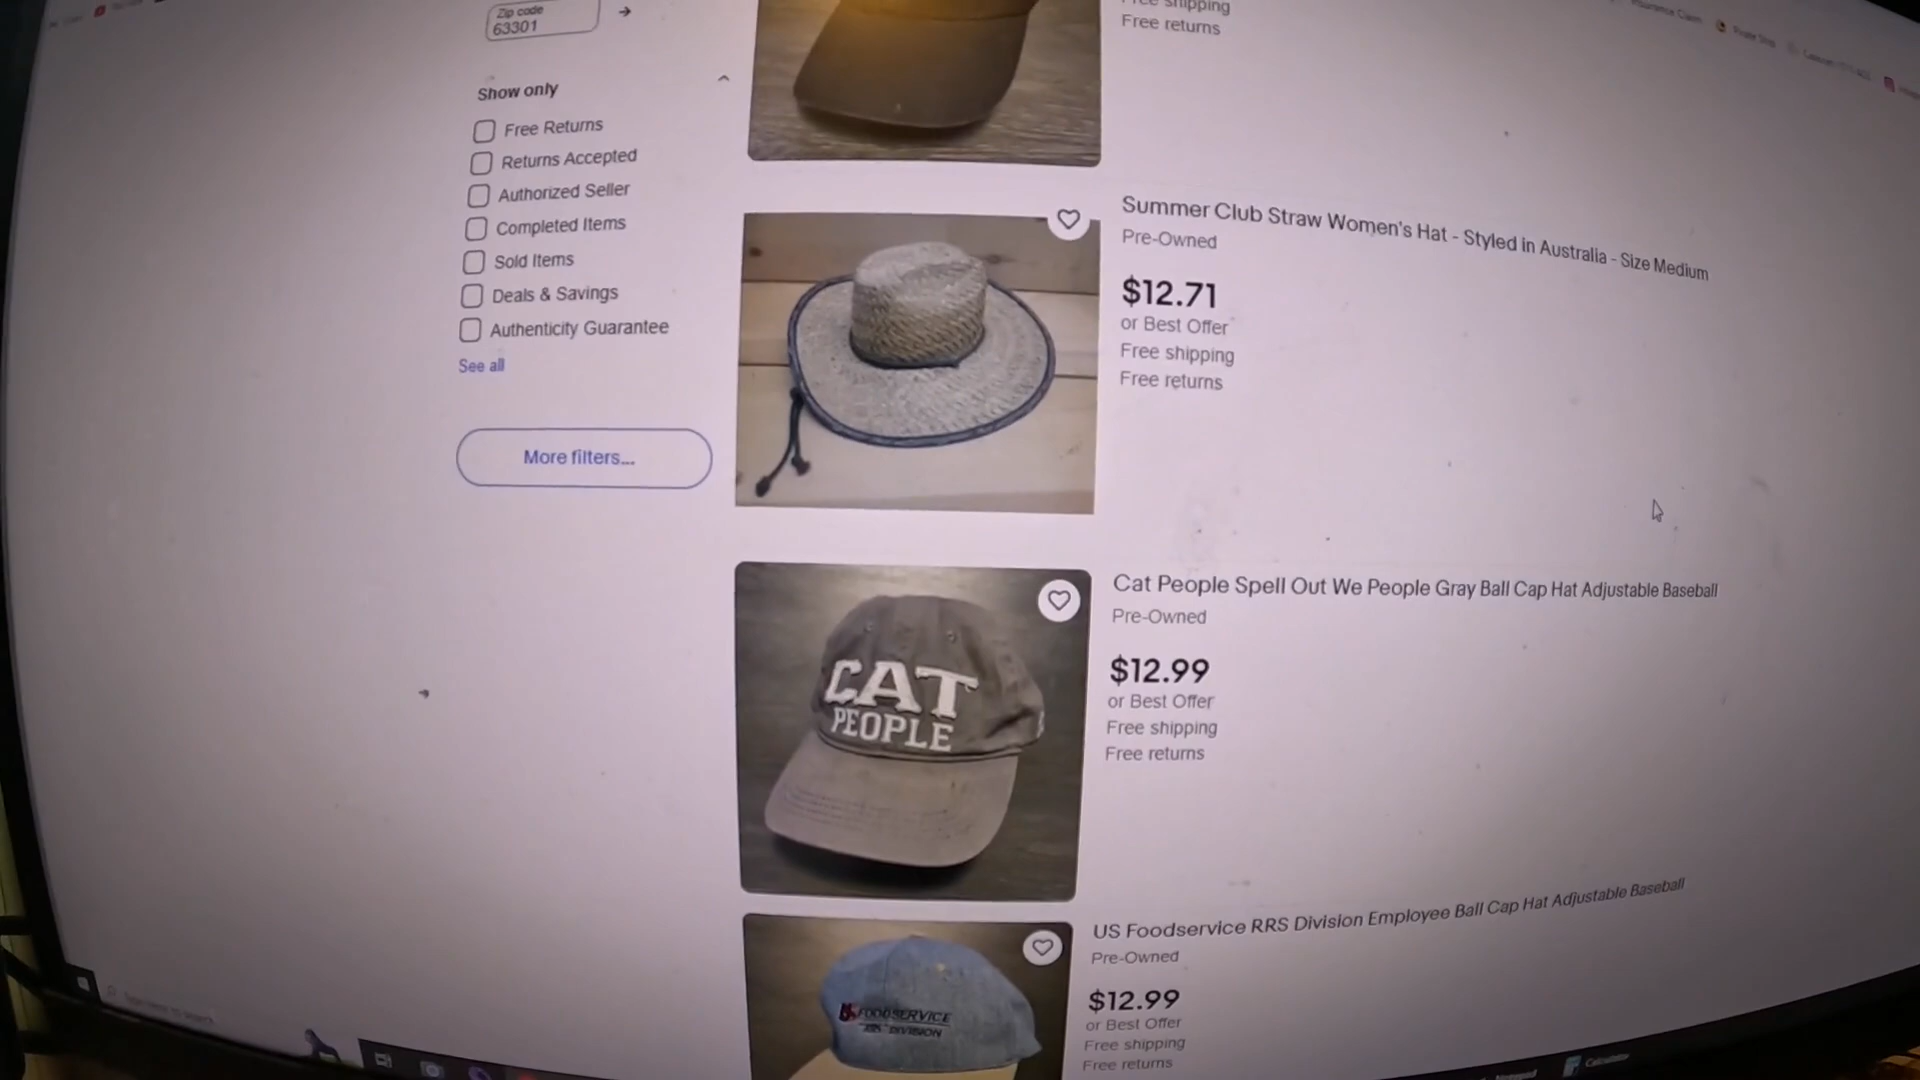 Zip code
63301
Show only
Free Returns
Returns Accepted
Authorized Seller
Completed Items
Sold Items
Deals & Savings
Authenticity Guarantee
See all
More filters...
Free shipping
Free returns
Summer Club Straw Women's Hat - Styled in Australia - Size Medium
Pre-Owned
$12.71
or Best Offer
Free shipping
Free returns
CAT
PEOPLE
Cat People Spell Out We People Gray Ball Cap Hat Adjustable Baseball
Pre-Owned
$12.99
or Best Offer
Free shipping
Free returns
US FOODSERVICE
RRS DIVISION
US Foodservice RRS Division Employee Ball Cap Hat Adjustable Baseball
Pre-Owned
$12.99
or Best Offer
Free shipping
Free returns
Calculator